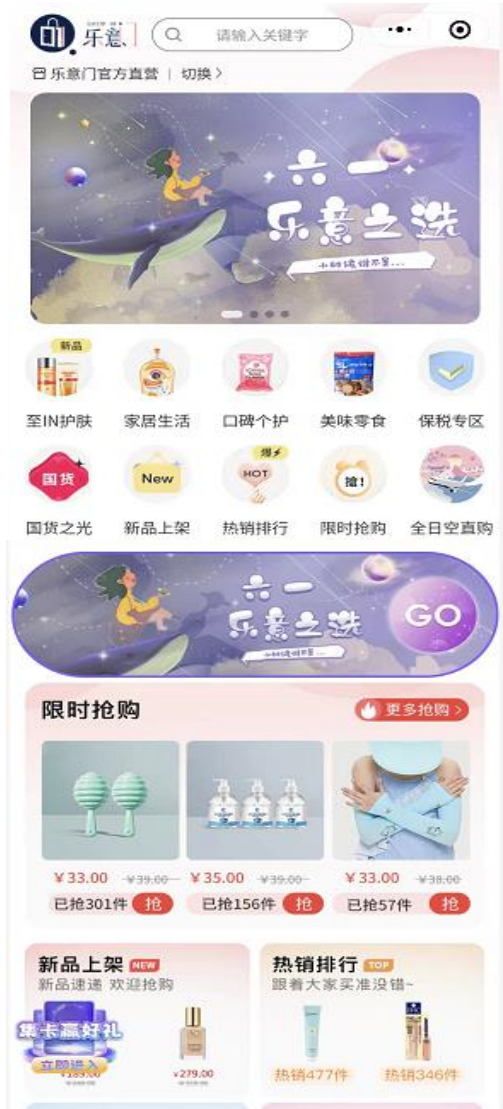 乐意门
请输入关键字
乐意门官方直营 | 切换 >
六一
乐意之选
新品
至IN护肤 家居生活 口碑个护 美味零食 保税专区
爆
国货 New HOT 搶!
国货之光 新品上架 热销排行 限时抢购 全日空直购
六一
乐意之选
GO
限时抢购 更多抢购 >
¥33.00 ¥39.00 ¥35.00 ¥39.00 ¥33.00 ¥38.00
已抢301件 抢 已抢156件 抢 已抢57件 抢
新品上架 NEW 热销排行 TOP
新品速递 欢迎抢购 跟着大家买准没错~
集卡赢好礼
立即进入
¥279.00
热销477件 热销346件